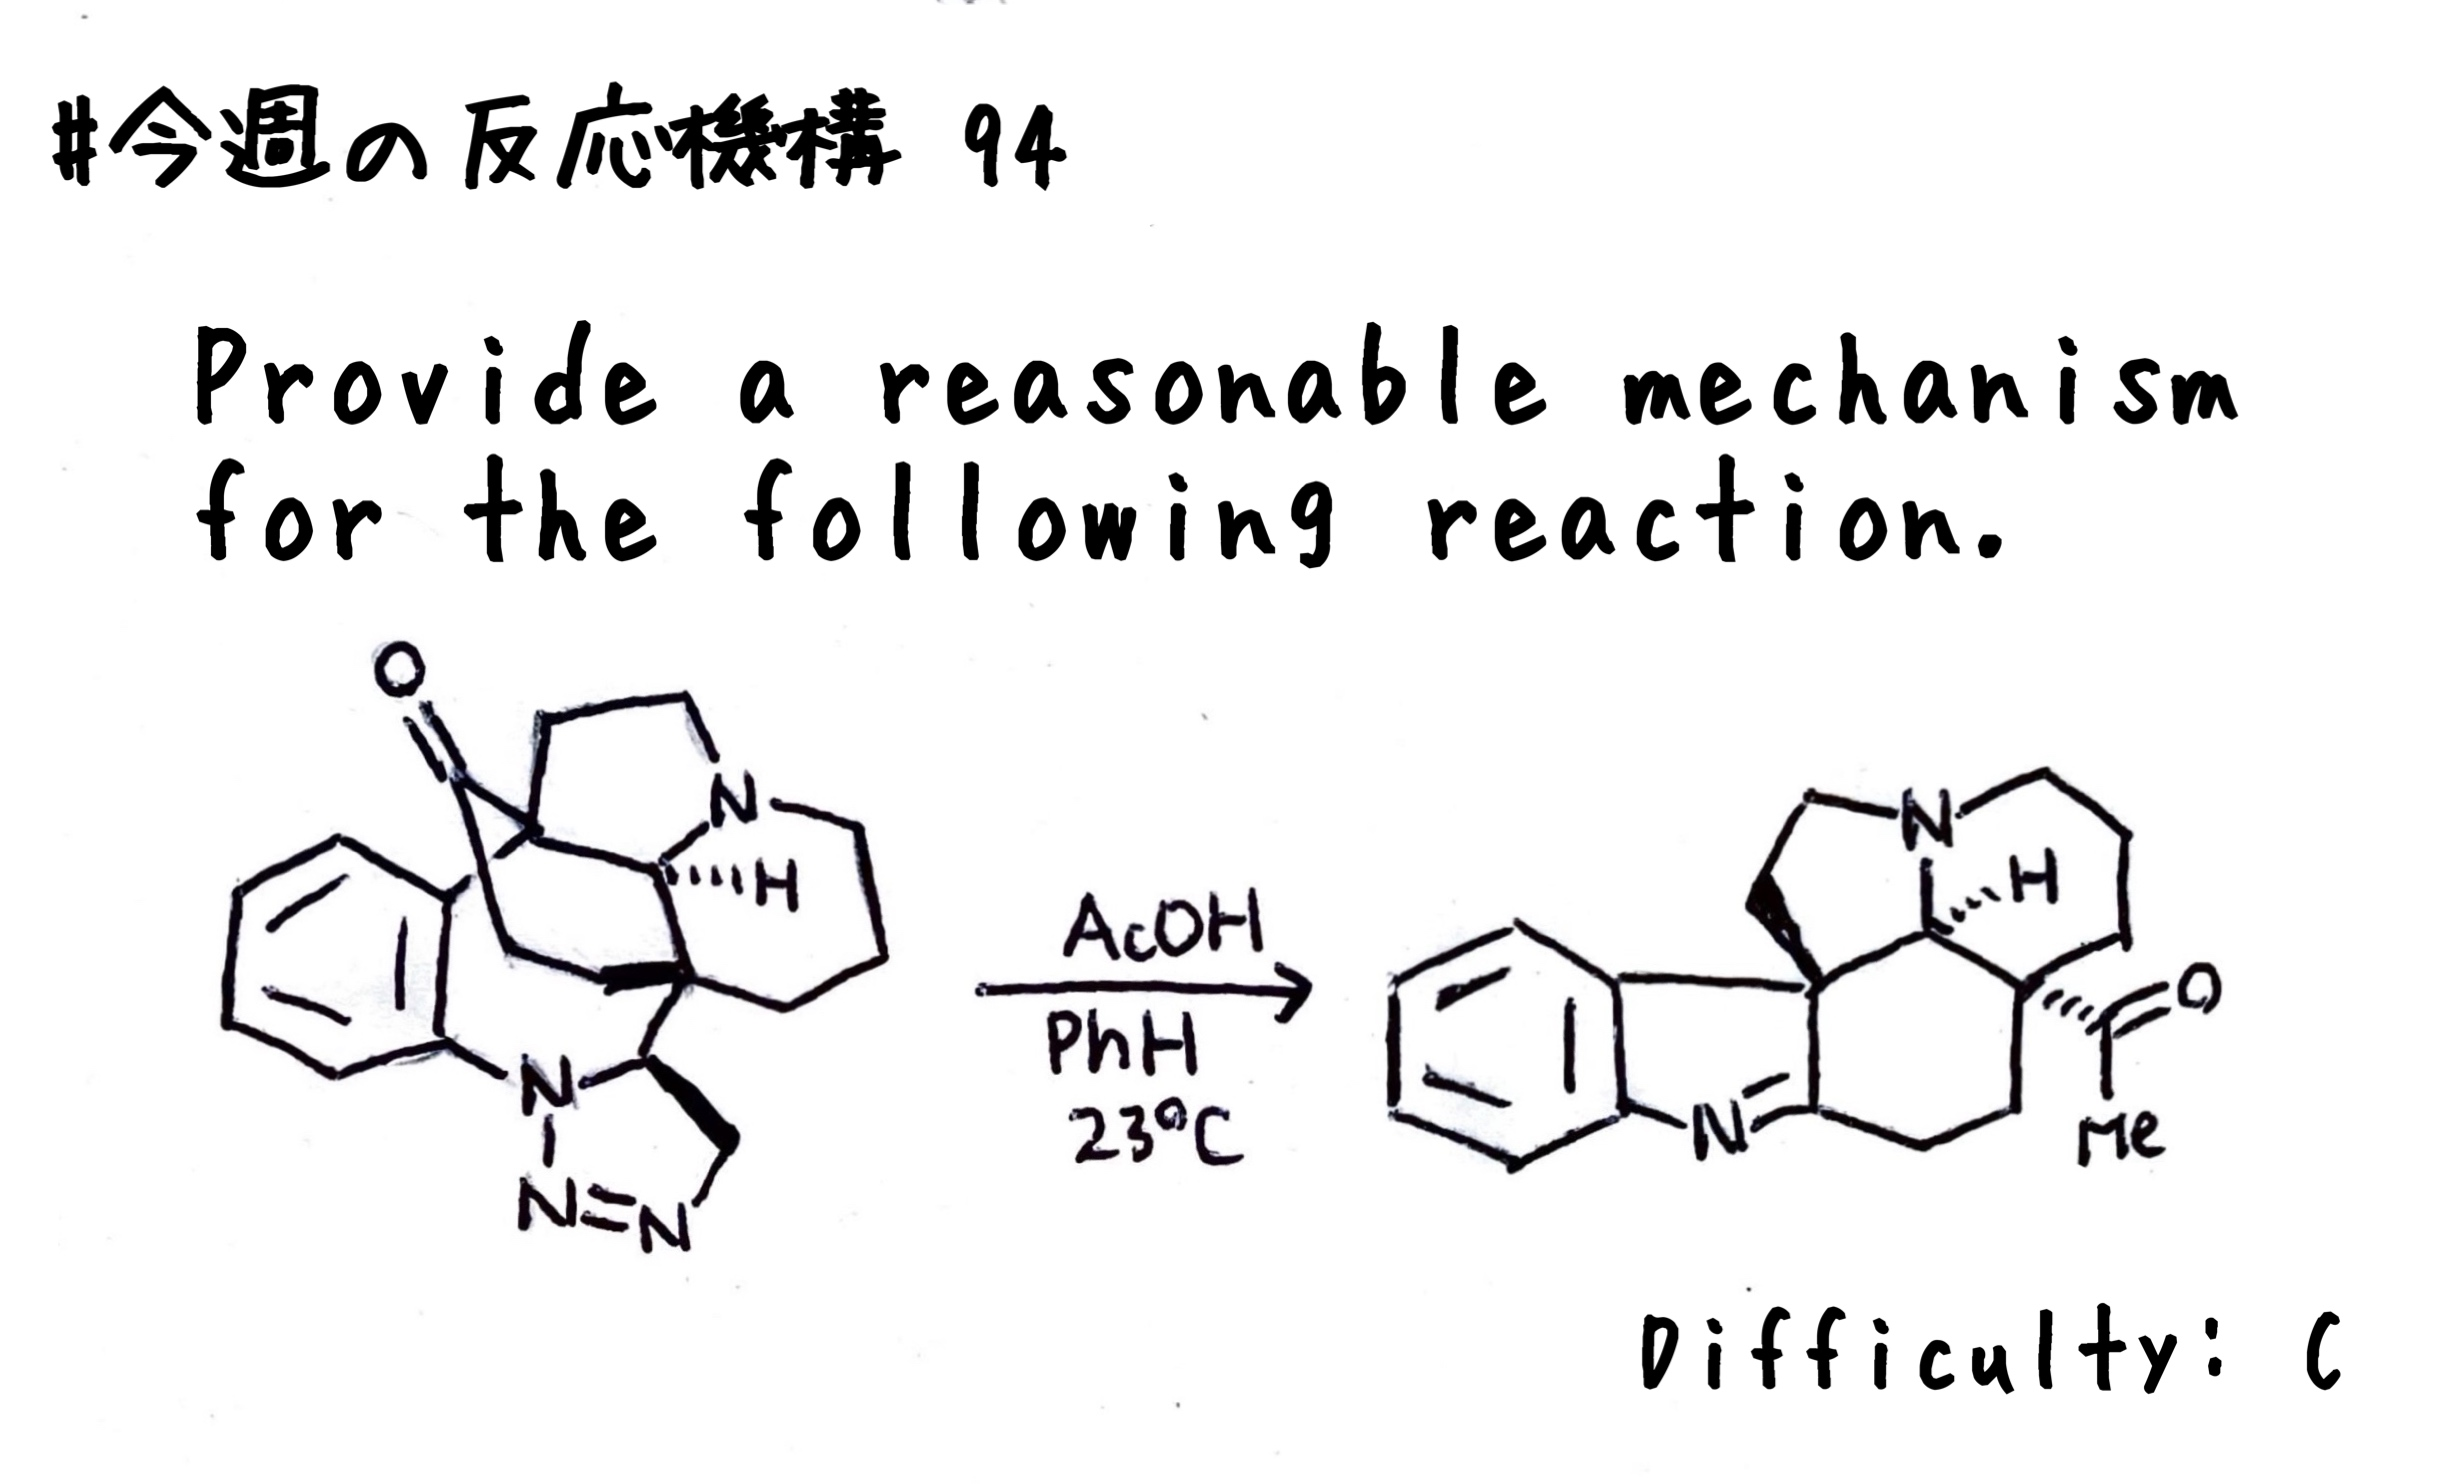 #今週の反応機構 94
Provide a reasonable mechanism
for the following reaction.
O
N
H
N
N=N
AcOH
PhH
23°C
N
H
O
Me
N
Difficulty: C